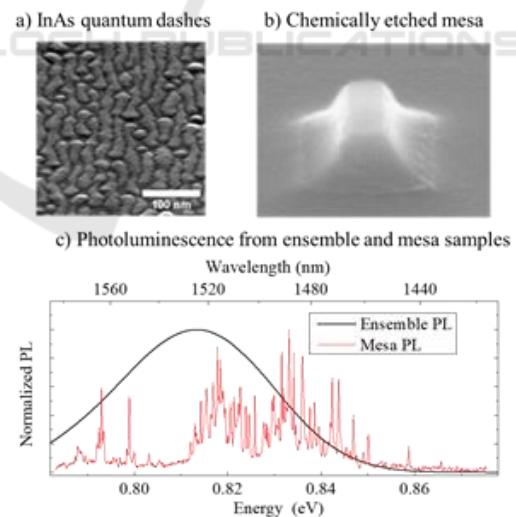 a) InAs quantum dashes
b) Chemically etched mesa
100 nm
c) Photoluminescence from ensemble and mesa samples
Wavelength (nm)
1560 1520 1480 1440
Ensemble PL
Mesa PL
Normalized PL
0.80 0.82 0.84 0.86
Energy (eV)